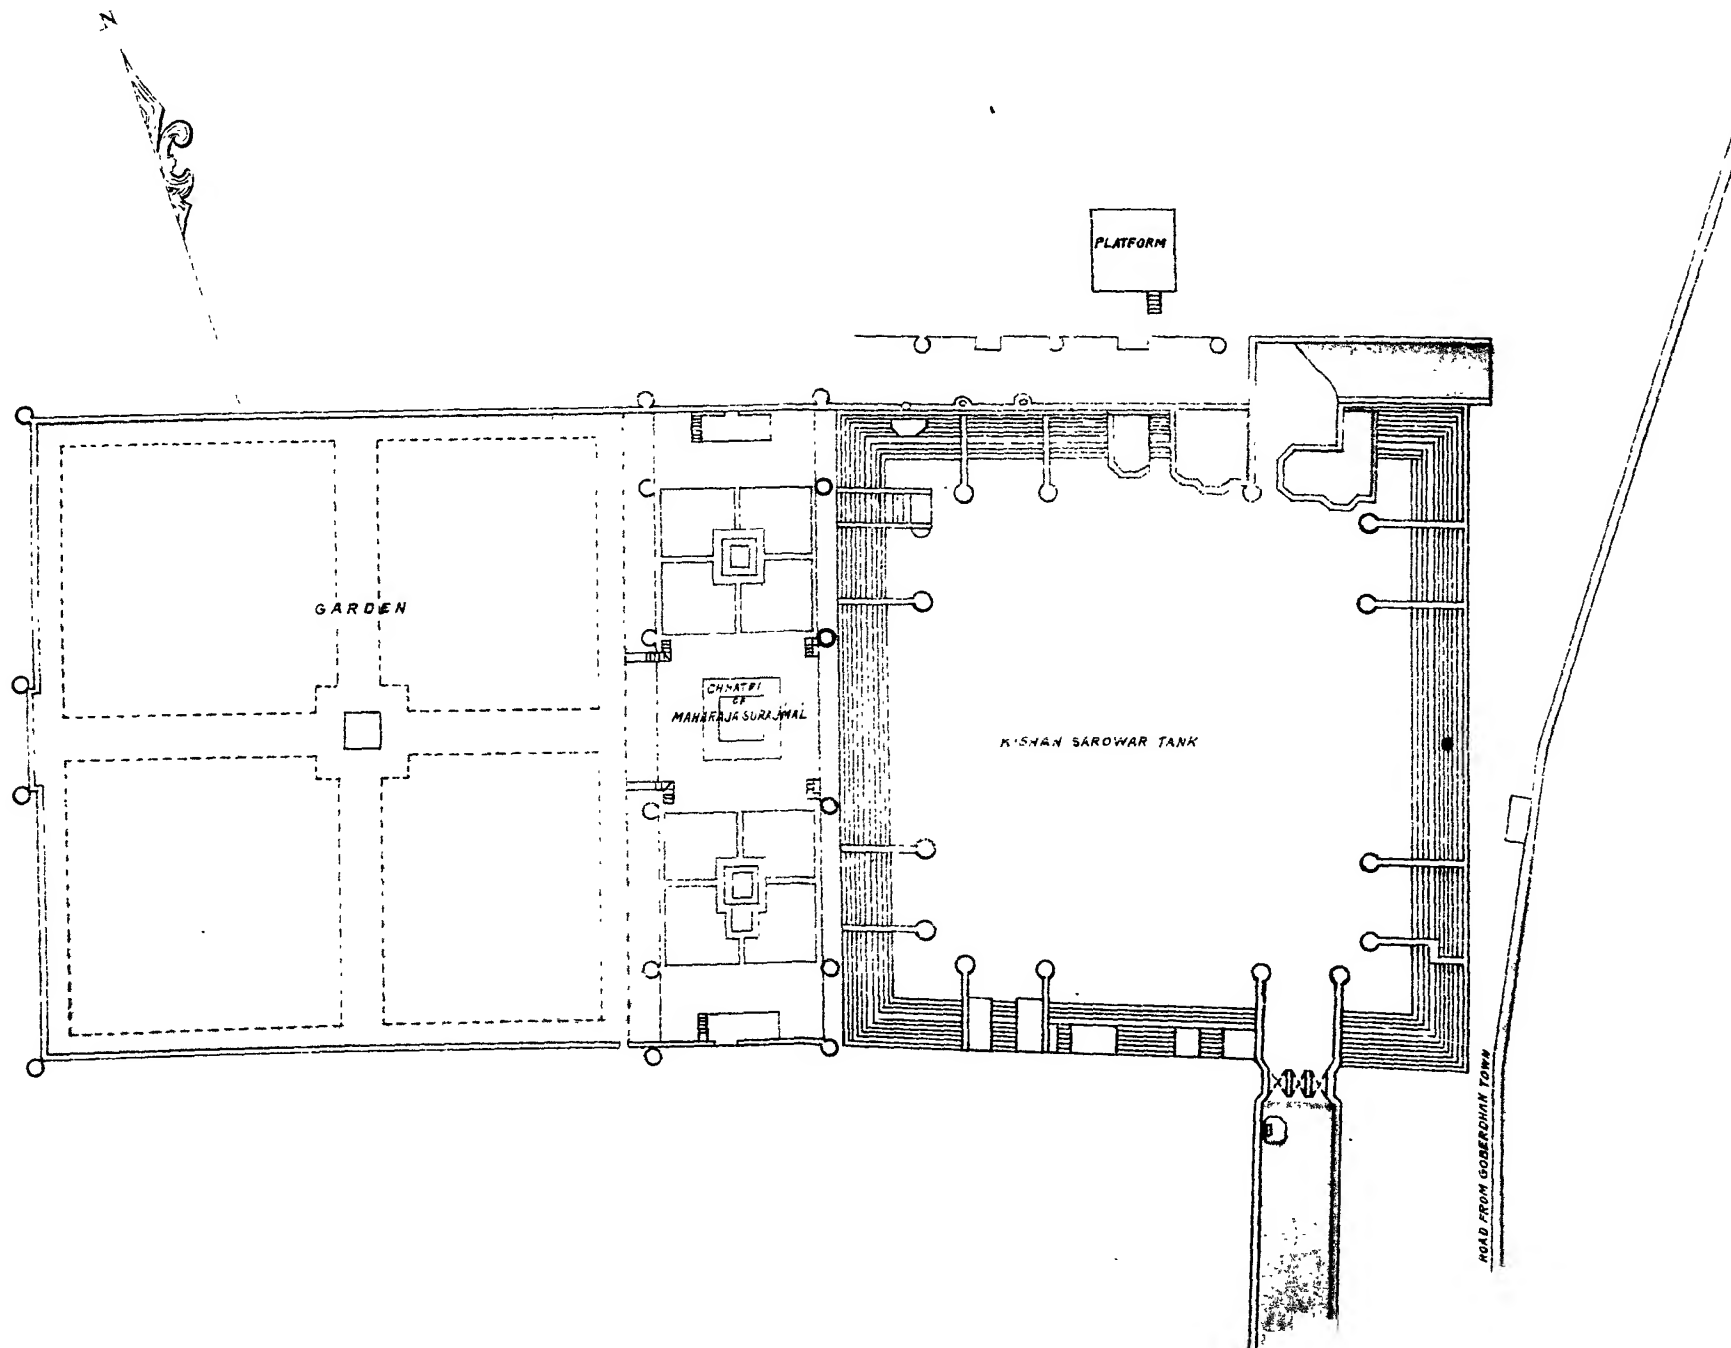 N
PLATFORM
GARDEN
CHHATRI
OF
MAHARAJA SURAJMAL
KISHAN SAROWAR TANK
ROAD FROM GOBERDHAN TOWN